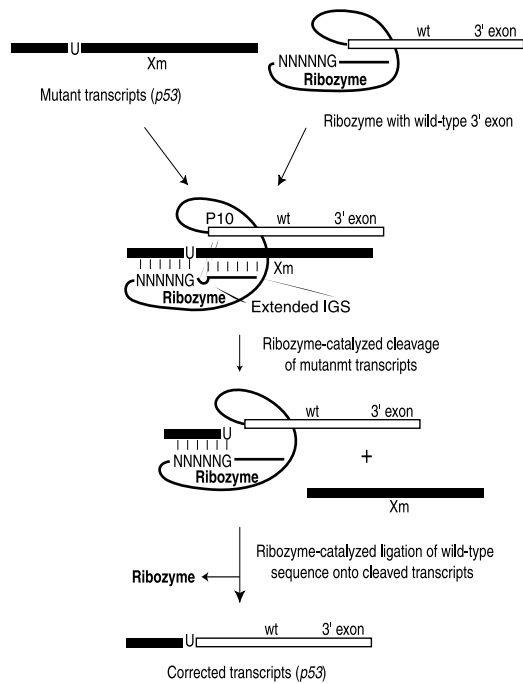 wt 3' exon
U
Xm
NNNNNG
Ribozyme
Mutant transcripts (p53)
Ribozyme with wild-type 3' exon
P10 wt 3' exon
U
Xm
NNNNNG
Ribozyme
Extended IGS
Ribozyme-catalyzed cleavage
of mutanmt transcripts
wt 3' exon
U
NNNNNG
Ribozyme
+
Xm
Ribozyme-catalyzed ligation of wild-type
sequence onto cleaved transcripts
Ribozyme
wt 3' exon
U
Corrected transcripts (p53)